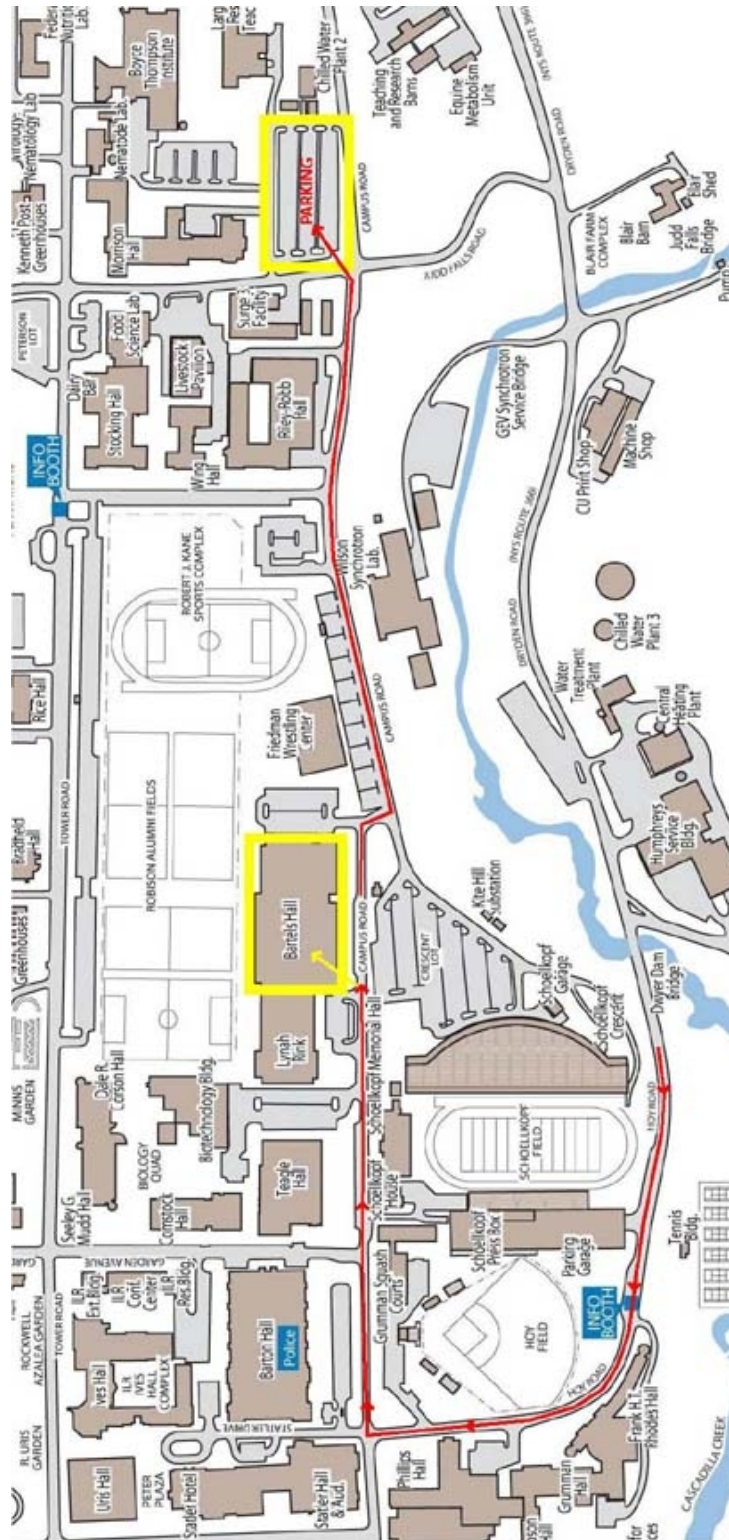 Boyce
Thompson
Institute
Chilled Water
Plant 2
Teaching
and Research
Barns
Equine
Metabolism
Unit
DRYDEN ROAD
Nematode Lab.
Kenneth Post
Greenhouses
Morrison
Hall
PARKING
CAMPUS ROAD
JUDD FALLS ROAD
BLAIR FARM
COMPLEX
Blair
Barn
Blair
Shed
Judd
Falls
Bridge
PETERSON
LOT
Dairy
Bar
Food
Science Lab.
Stocking Hall
Livestock
Pavilion
Wing
Hall
Surge 3
Facility
Riley-Robb
Hall
GEV Synchrotron
Service Bridge
CU Print Shop
Machine
Shop
(NYS ROUTE 366)
INFO
BOOTH
ROBERT J. KANE
SPORTS COMPLEX
Wilson
Synchrotron
Lab.
DRYDEN ROAD
Chilled
Water
Plant 3
Water
Treatment
Plant
Central
Heating
Plant
Rice Hall
TOWER ROAD
Friedman
Wrestling
Center
CAMPUS ROAD
Bradfield
Hall
ROBISON ALUMNI FIELDS
Bartels Hall
CAMPUS ROAD
CRESCENT
LOT
Kite Hill
Substation
Humphreys
Service
Bldg.
Greenhouses
Lynah
Rink
Schoellkopf Memorial Hall
Schoellkopf
Garage
Schoellkopf
Crescent
Dwyer Dam
Bridge
MINNS
GARDEN
Dale R.
Corson Hall
Biotechnology Bldg.
BIOLOGY
QUAD
Seeley G.
Mudd Hall
Comstock
Hall
Teagle
Hall
Schoellkopf
House
SCHOELLKOPF
FIELD
HOY ROAD
GARDEN AVENUE
Schoellkopf
Press Box
Parking
Garage
Tennis
Bldg.
ROCKWELL
AZALEA GARDEN
TOWER ROAD
ILR
Ext. Bldg.
ILR
Conf.
Center
ILR
Res. Bldg.
Ives Hall
ILR
IVES HALL
COMPLEX
Barton Hall
Police
Grumman Squash
Courts
HOY
FIELD
INFO
BOOTH
R. URIS
GARDEN
Uris Hall
PETER
PLAZA
STATLER DRIVE
Statler Hotel
Statler Hall
& Aud.
Phillips
Hall
HOY ROAD
Grumman
Hall
Frank H.T.
Rhodes Hall
CASCADILLA CREEK